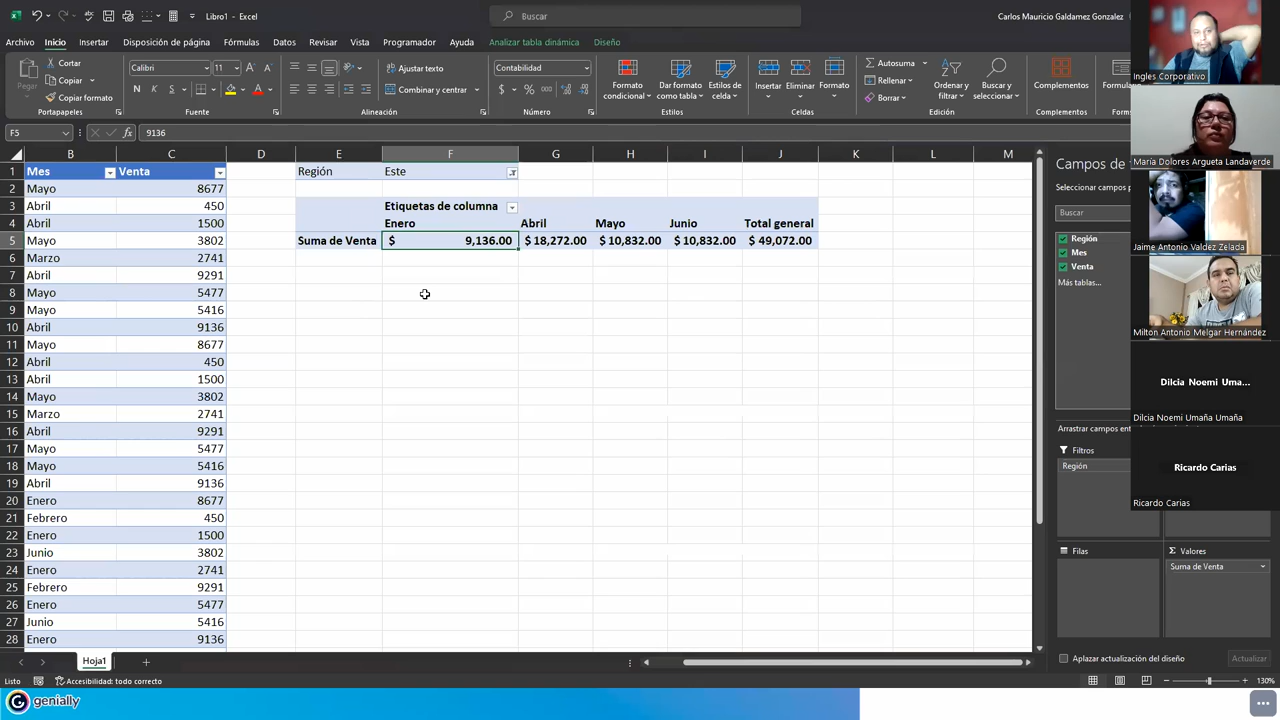 Libro1 - Excel
Buscar
Carlos Mauricio Galdamez Gonzalez
Archivo Inicio Insertar Disposición de página Fórmulas Datos Revisar Vista Programador Ayuda Analizar tabla dinámica Diseño
Pegar
Cortar
Copiar
Copiar formato
Portapapeles
Calibri 11
N K S
Fuente
Ajustar texto
Combinar y centrar
Alineación
Contabilidad
$ % 000
Número
Formato condicional
Dar formato como tabla
Estilos de celda
Estilos
Insertar Eliminar Formato
Celdas
Autosuma
Rellenar
Borrar
Ordenar y filtrar
Buscar y seleccionar
Edición
Complementos
Complementos
F5 fx 9136
B C D E F G H I J K L M
1 Mes Venta Región Este
2 Mayo 8677
3 Abril 450 Etiquetas de columna
4 Abril 1500 Enero Abril Mayo Junio Total general
5 Mayo 3802 Suma de Venta $ 9,136.00 $ 18,272.00 $ 10,832.00 $ 10,832.00 $ 49,072.00
6 Marzo 2741
7 Abril 9291
8 Mayo 5477
9 Mayo 5416
10 Abril 9136
11 Mayo 8677
12 Abril 450
13 Abril 1500
14 Mayo 3802
15 Marzo 2741
16 Abril 9291
17 Mayo 5477
18 Mayo 5416
19 Abril 9136
20 Enero 8677
21 Febrero 450
22 Enero 1500
23 Junio 3802
24 Enero 2741
25 Febrero 9291
26 Enero 5477
27 Junio 5416
28 Enero 9136
Hoja1
Listo
Accesibilidad: todo correcto
130%
Campos de
Seleccionar campos p
Buscar
Región
Mes
Venta
Más tablas...
Arrastrar campos ent
Filtros
Región
Filas
Σ Valores
Suma de Venta
Aplazar actualización del diseño
Actualizar
Ingles Corporativo
María Dolores Argueta Landaverde
Jaime Antonio Valdez Zelada
Milton Antonio Melgar Hernández
Dilcia Noemi Uma...
Dilcia Noemi Umaña Umaña
Ricardo Carias
Ricardo Carias
genially